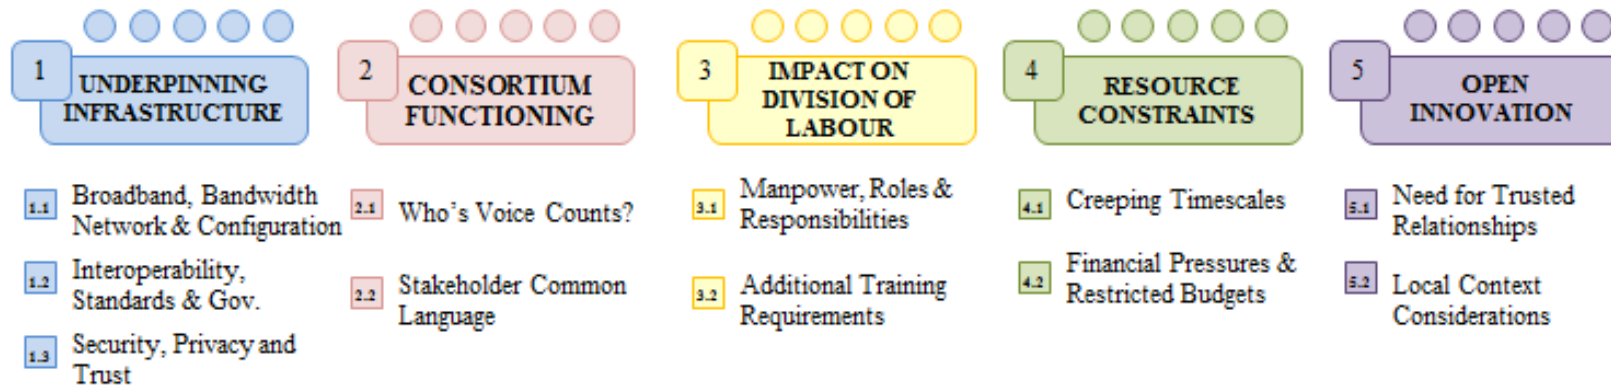 1
UNDERPINNING
INFRASTRUCTURE
1.1
Broadband, Bandwidth
Network & Configuration
1.2
Interoperability,
Standards & Gov.
1.3
Security, Privacy and
Trust
2
CONSORTIUM
FUNCTIONING
2.1
Who's Voice Counts?
2.2
Stakeholder Common
Language
3
IMPACT ON
DIVISION OF
LABOUR
3.1
Manpower, Roles &
Responsibilities
3.2
Additional Training
Requirements
4
RESOURCE
CONSTRAINTS
4.1
Creeping Timescales
4.2
Financial Pressures &
Restricted Budgets
5
OPEN
INNOVATION
5.1
Need for Trusted
Relationships
5.2
Local Context
Considerations